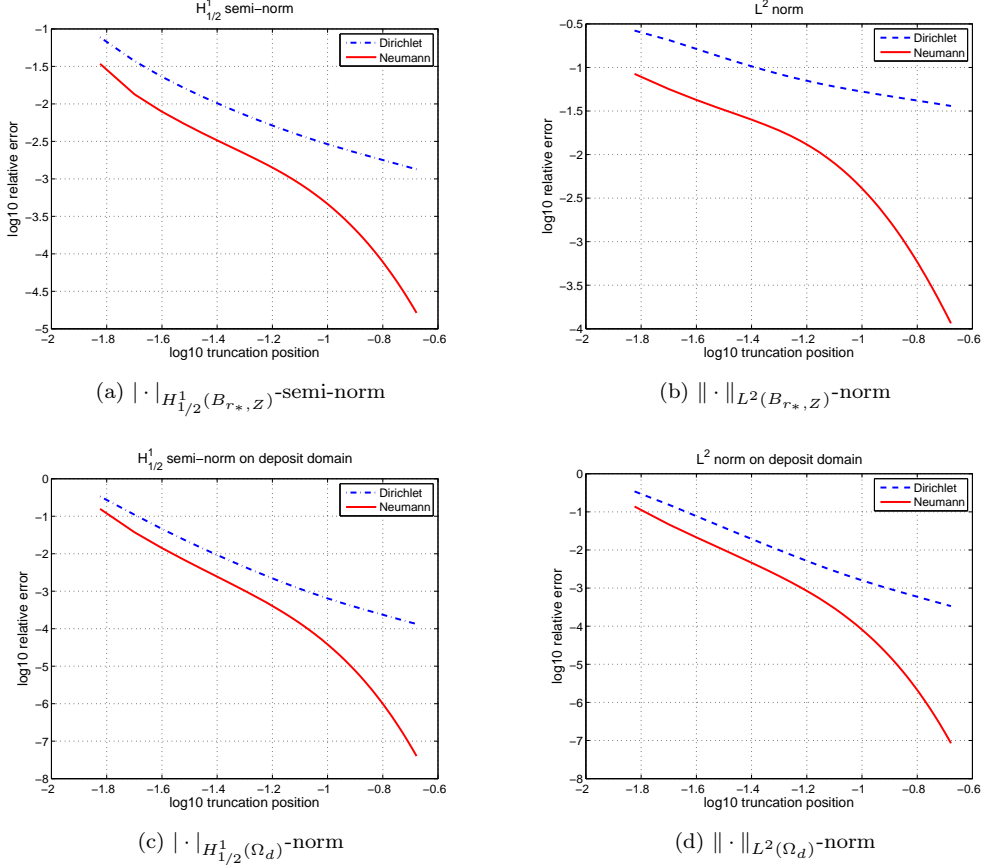 H^1_{1/2} semi−norm
Dirichlet
Neumann
log10 relative error
−1
−1.5
−2
−2.5
−3
−3.5
−4
−4.5
−5
−2 −1.8 −1.6 −1.4 −1.2 −1 −0.8 −0.6
log10 truncation position
(a) | · |_{H^1_{1/2}(B_{r*,Z})}-semi-norm
L^2 norm
Dirichlet
Neumann
log10 relative error
−0.5
−1
−1.5
−2
−2.5
−3
−3.5
−4
−2 −1.8 −1.6 −1.4 −1.2 −1 −0.8 −0.6
log10 truncation position
(b) ‖ · ‖_{L^2(B_{r*,Z})}-norm
H^1_{1/2} semi−norm on deposit domain
Dirichlet
Neumann
log10 relative error
0
−1
−2
−3
−4
−5
−6
−7
−8
−2 −1.8 −1.6 −1.4 −1.2 −1 −0.8 −0.6
log10 truncation position
(c) | · |_{H^1_{1/2}(Ω_d)}-norm
L^2 norm on deposit domain
Dirichlet
Neumann
log10 relative error
0
−1
−2
−3
−4
−5
−6
−7
−8
−2 −1.8 −1.6 −1.4 −1.2 −1 −0.8 −0.6
log10 truncation position
(d) ‖ · ‖_{L^2(Ω_d)}-norm